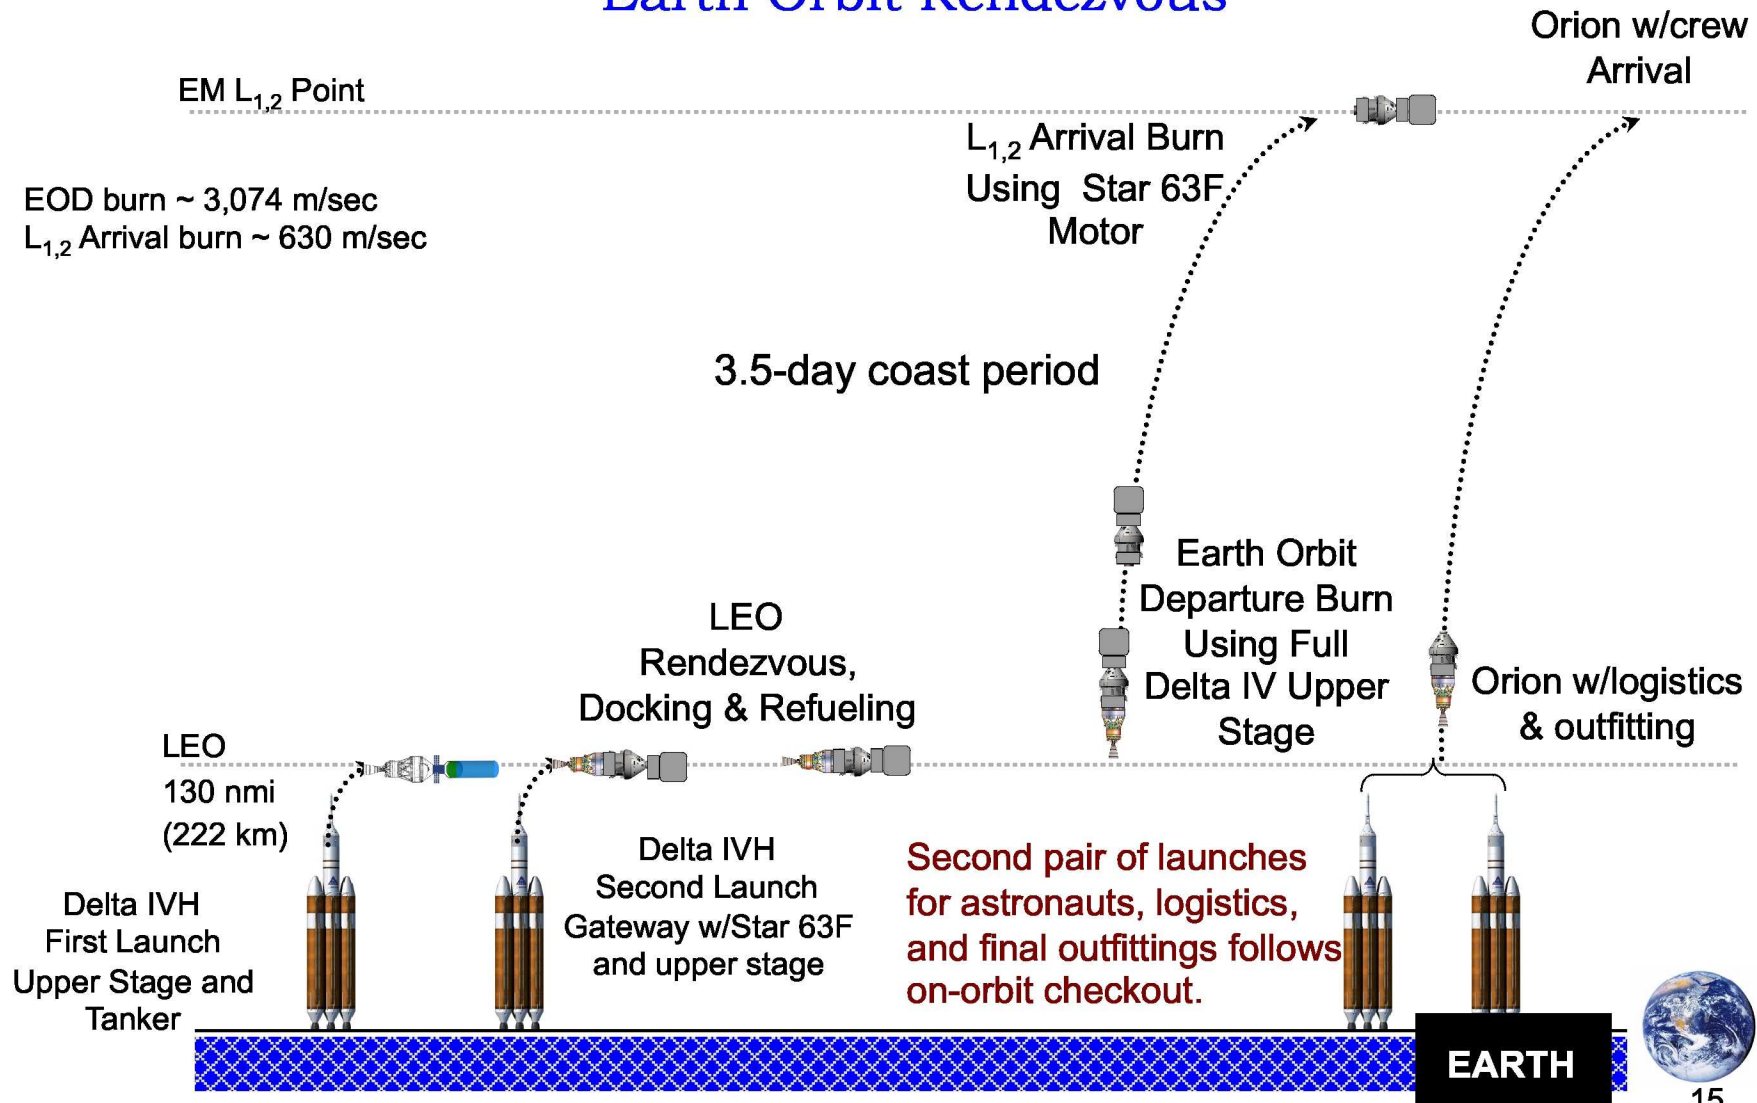 Earth Orbit Rendezvous
Orion w/crew
Arrival
EM L1,2 Point
L1,2 Arrival Burn
Using Star 63F
Motor
EOD burn ~ 3,074 m/sec
L1,2 Arrival burn ~ 630 m/sec
3.5-day coast period
Earth Orbit
Departure Burn
Using Full
Delta IV Upper
Stage
LEO
Rendezvous,
Docking & Refueling
Orion w/logistics
& outfitting
LEO
130 nmi
(222 km)
Delta IVH
First Launch
Upper Stage and
Tanker
Delta IVH
Second Launch
Gateway w/Star 63F
and upper stage
Second pair of launches
for astronauts, logistics,
and final outfittings follows
on-orbit checkout.
EARTH
15